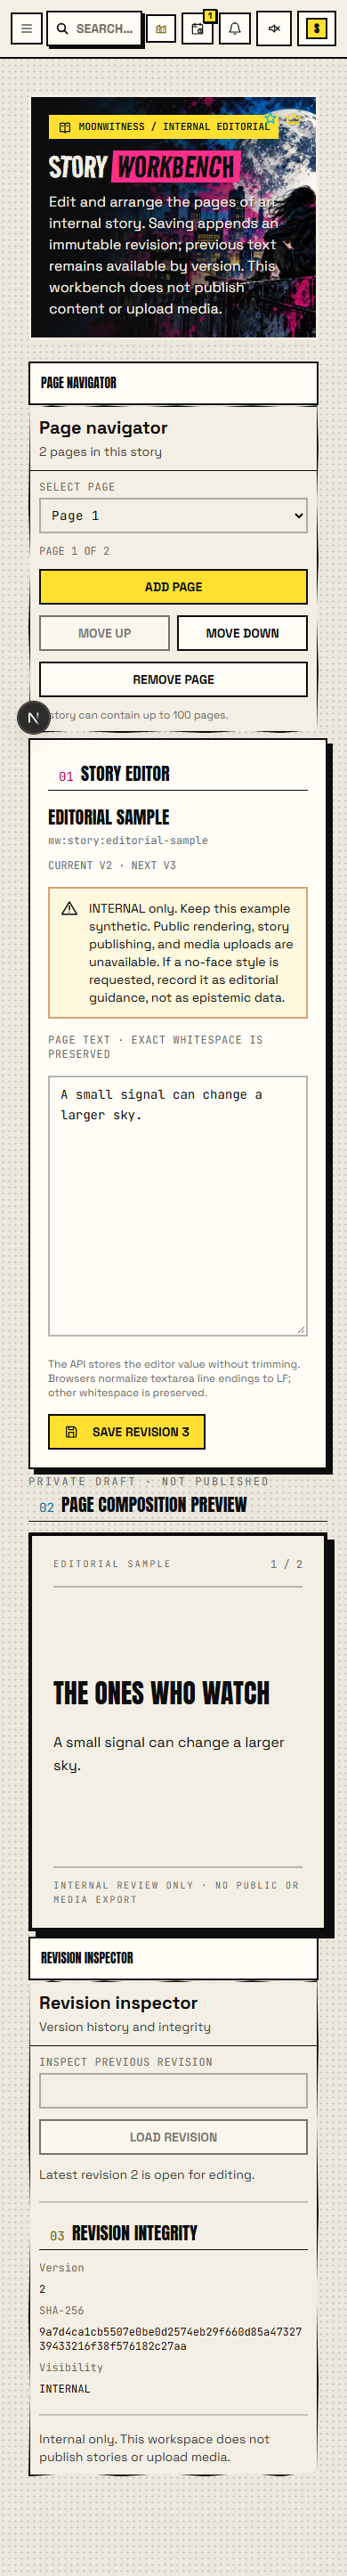 SEARCH...
1
$
MOONWITNESS / INTERNAL EDITORIAL
STORY WORKBENCH
Edit and arrange the pages of an
internal story. Saving appends an
immutable revision; previous text
remains available by version. This
workbench does not publish
content or upload media.
PAGE NAVIGATOR
Page navigator
2 pages in this story
SELECT PAGE
Page 1
PAGE 1 OF 2
ADD PAGE
MOVE UP
MOVE DOWN
REMOVE PAGE
N
story can contain up to 100 pages.
01 STORY EDITOR
EDITORIAL SAMPLE
mw:story:editorial-sample
CURRENT V2 · NEXT V3
INTERNAL only. Keep this example
synthetic. Public rendering, story
publishing, and media uploads are
unavailable. If a no-face style is
requested, record it as editorial
guidance, not as epistemic data.
PAGE TEXT · EXACT WHITESPACE IS
PRESERVED
A small signal can change a
larger sky.
The API stores the editor value without trimming.
Browsers normalize textarea line endings to LF;
other whitespace is preserved.
SAVE REVISION 3
PRIVATE DRAFT · NOT PUBLISHED
02 PAGE COMPOSITION PREVIEW
EDITORIAL SAMPLE
1 / 2
THE ONES WHO WATCH
A small signal can change a larger
sky.
INTERNAL REVIEW ONLY · NO PUBLIC OR
MEDIA EXPORT
REVISION INSPECTOR
Revision inspector
Version history and integrity
INSPECT PREVIOUS REVISION
LOAD REVISION
Latest revision 2 is open for editing.
03 REVISION INTEGRITY
Version
2
SHA-256
9a7d4ca1cb5507e0be0d2574eb29f660d85a47327
39433216f38f576182c27aa
Visibility
INTERNAL
Internal only. This workspace does not
publish stories or upload media.